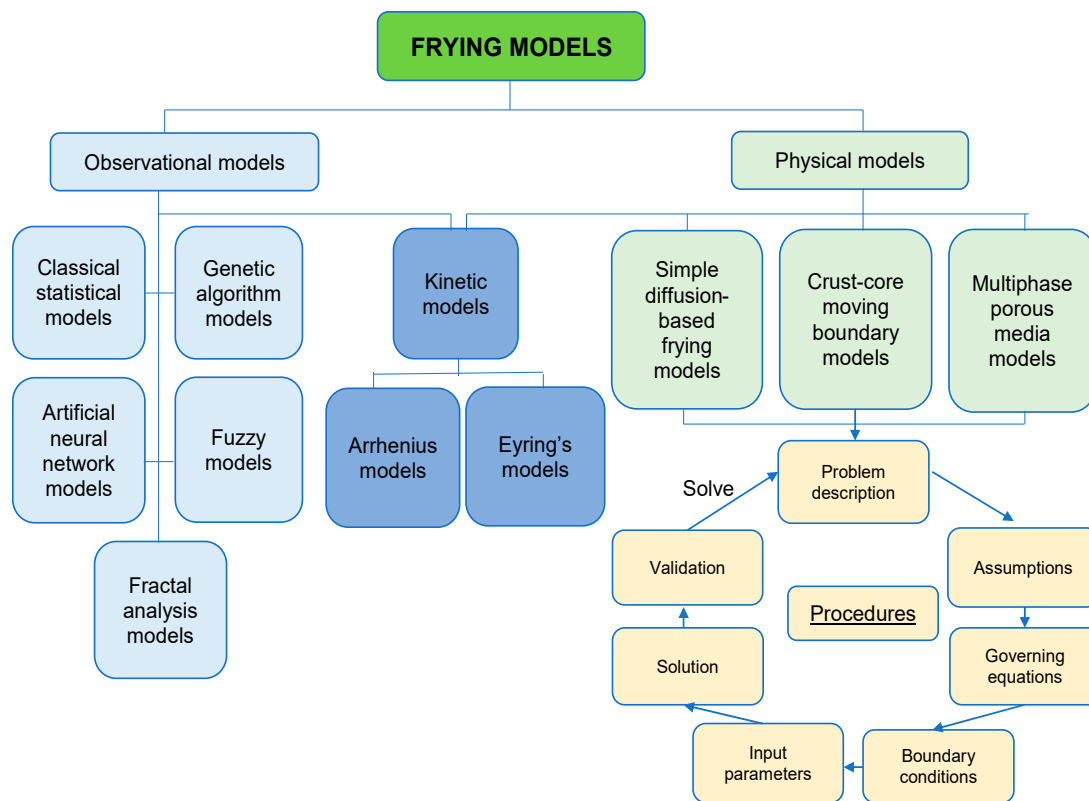 FRYING MODELS
Observational models
Physical models
Classical
statistical
models
Genetic
algorithm
models
Kinetic
models
Simple
diffusion-
based
frying
models
Crust-core
moving
boundary
models
Multiphase
porous
media
models
Artificial
neural
network
models
Fuzzy
models
Arrhenius
models
Eyring’s
models
Fractal
analysis
models
Problem
description
Solve
Validation
Assumptions
Procedures
Solution
Governing
equations
Input
parameters
Boundary
conditions